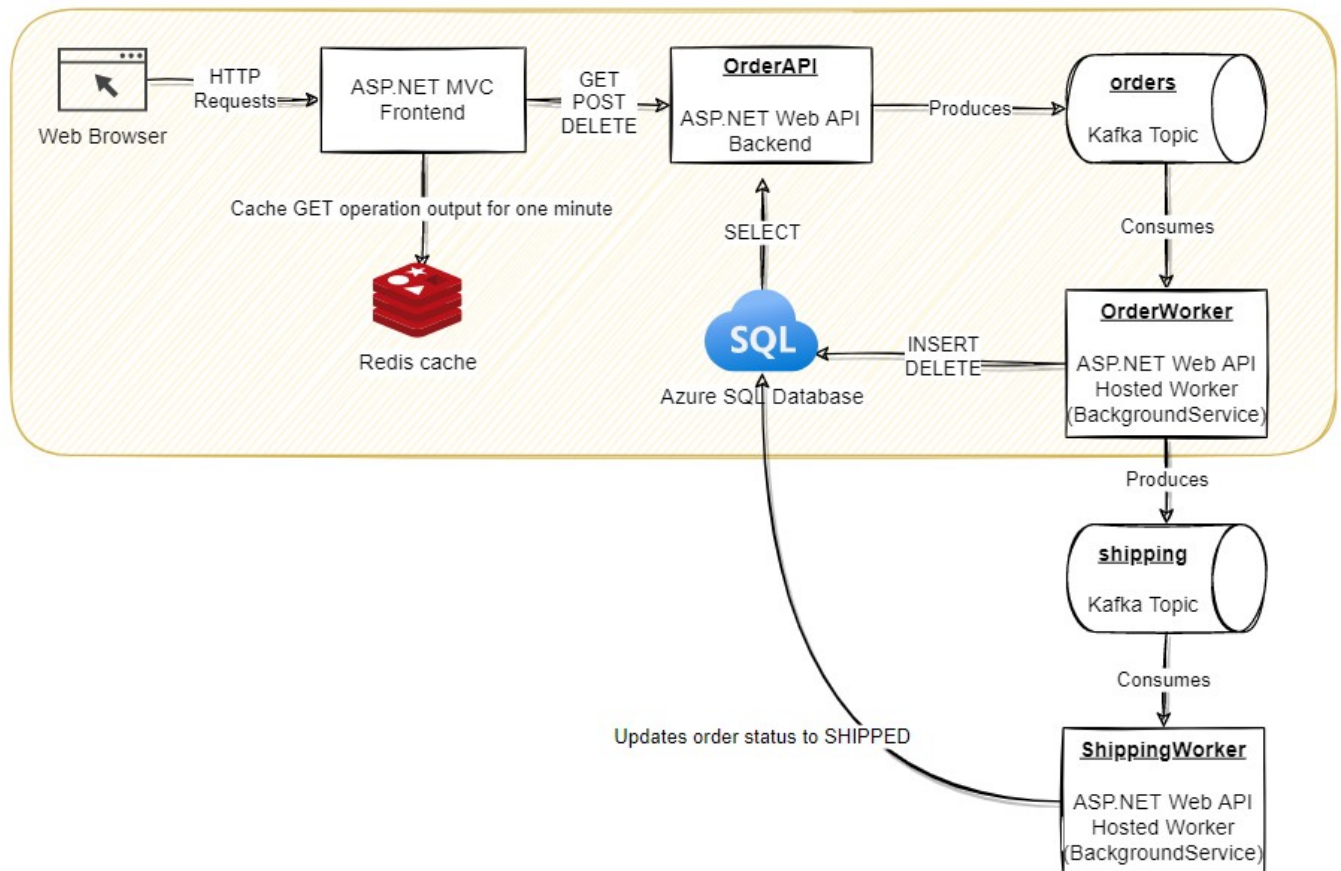 Web Browser
HTTP
Requests
ASP.NET MVC
Frontend
GET
POST
DELETE
OrderAPI
ASP.NET Web API
Backend
Produces
orders
Kafka Topic
Cache GET operation output for one minute
Redis cache
SELECT
SQL
Azure SQL Database
Consumes
INSERT
DELETE
OrderWorker
ASP.NET Web API
Hosted Worker
(BackgroundService)
Produces
shipping
Kafka Topic
Consumes
Updates order status to SHIPPED
ShippingWorker
ASP.NET Web API
Hosted Worker
(BackgroundService)